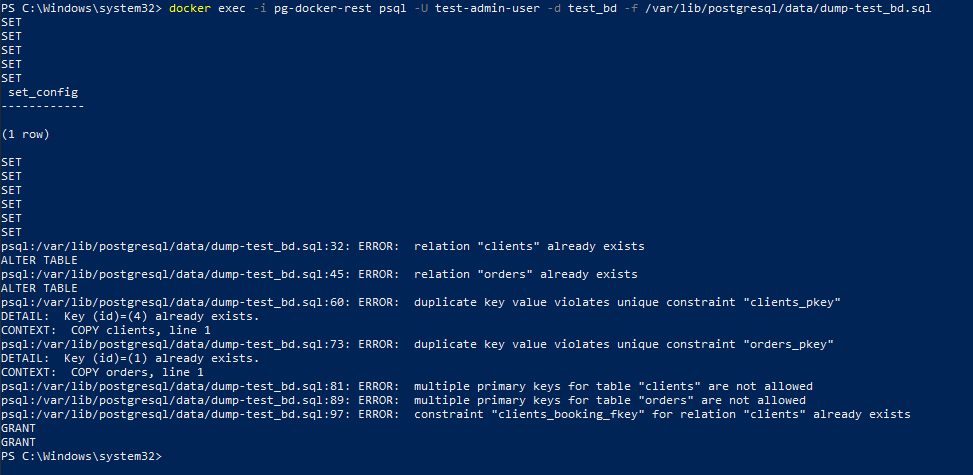 PS C:\Windows\system32> docker exec -i pg-docker-rest psql -U test-admin-user -d test_bd -f /var/lib/postgresql/data/dump-test_bd.sql
SET
SET
SET
SET
SET
 set_config
------------

(1 row)

SET
SET
SET
SET
SET
SET
psql:/var/lib/postgresql/data/dump-test_bd.sql:32: ERROR:  relation "clients" already exists
ALTER TABLE
psql:/var/lib/postgresql/data/dump-test_bd.sql:45: ERROR:  relation "orders" already exists
ALTER TABLE
psql:/var/lib/postgresql/data/dump-test_bd.sql:60: ERROR:  duplicate key value violates unique constraint "clients_pkey"
DETAIL:  Key (id)=(4) already exists.
CONTEXT:  COPY clients, line 1
psql:/var/lib/postgresql/data/dump-test_bd.sql:73: ERROR:  duplicate key value violates unique constraint "orders_pkey"
DETAIL:  Key (id)=(1) already exists.
CONTEXT:  COPY orders, line 1
psql:/var/lib/postgresql/data/dump-test_bd.sql:81: ERROR:  multiple primary keys for table "clients" are not allowed
psql:/var/lib/postgresql/data/dump-test_bd.sql:89: ERROR:  multiple primary keys for table "orders" are not allowed
psql:/var/lib/postgresql/data/dump-test_bd.sql:97: ERROR:  constraint "clients_booking_fkey" for relation "clients" already exists
GRANT
GRANT
PS C:\Windows\system32>